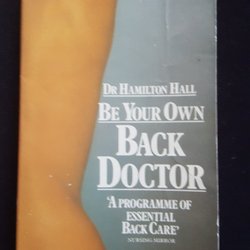 DR HAMILTON HALL
BE YOUR OWN
BACK
DOCTOR
'A PROGRAMME OF
ESSENTIAL
BACK CARE'
NURSING MIRROR